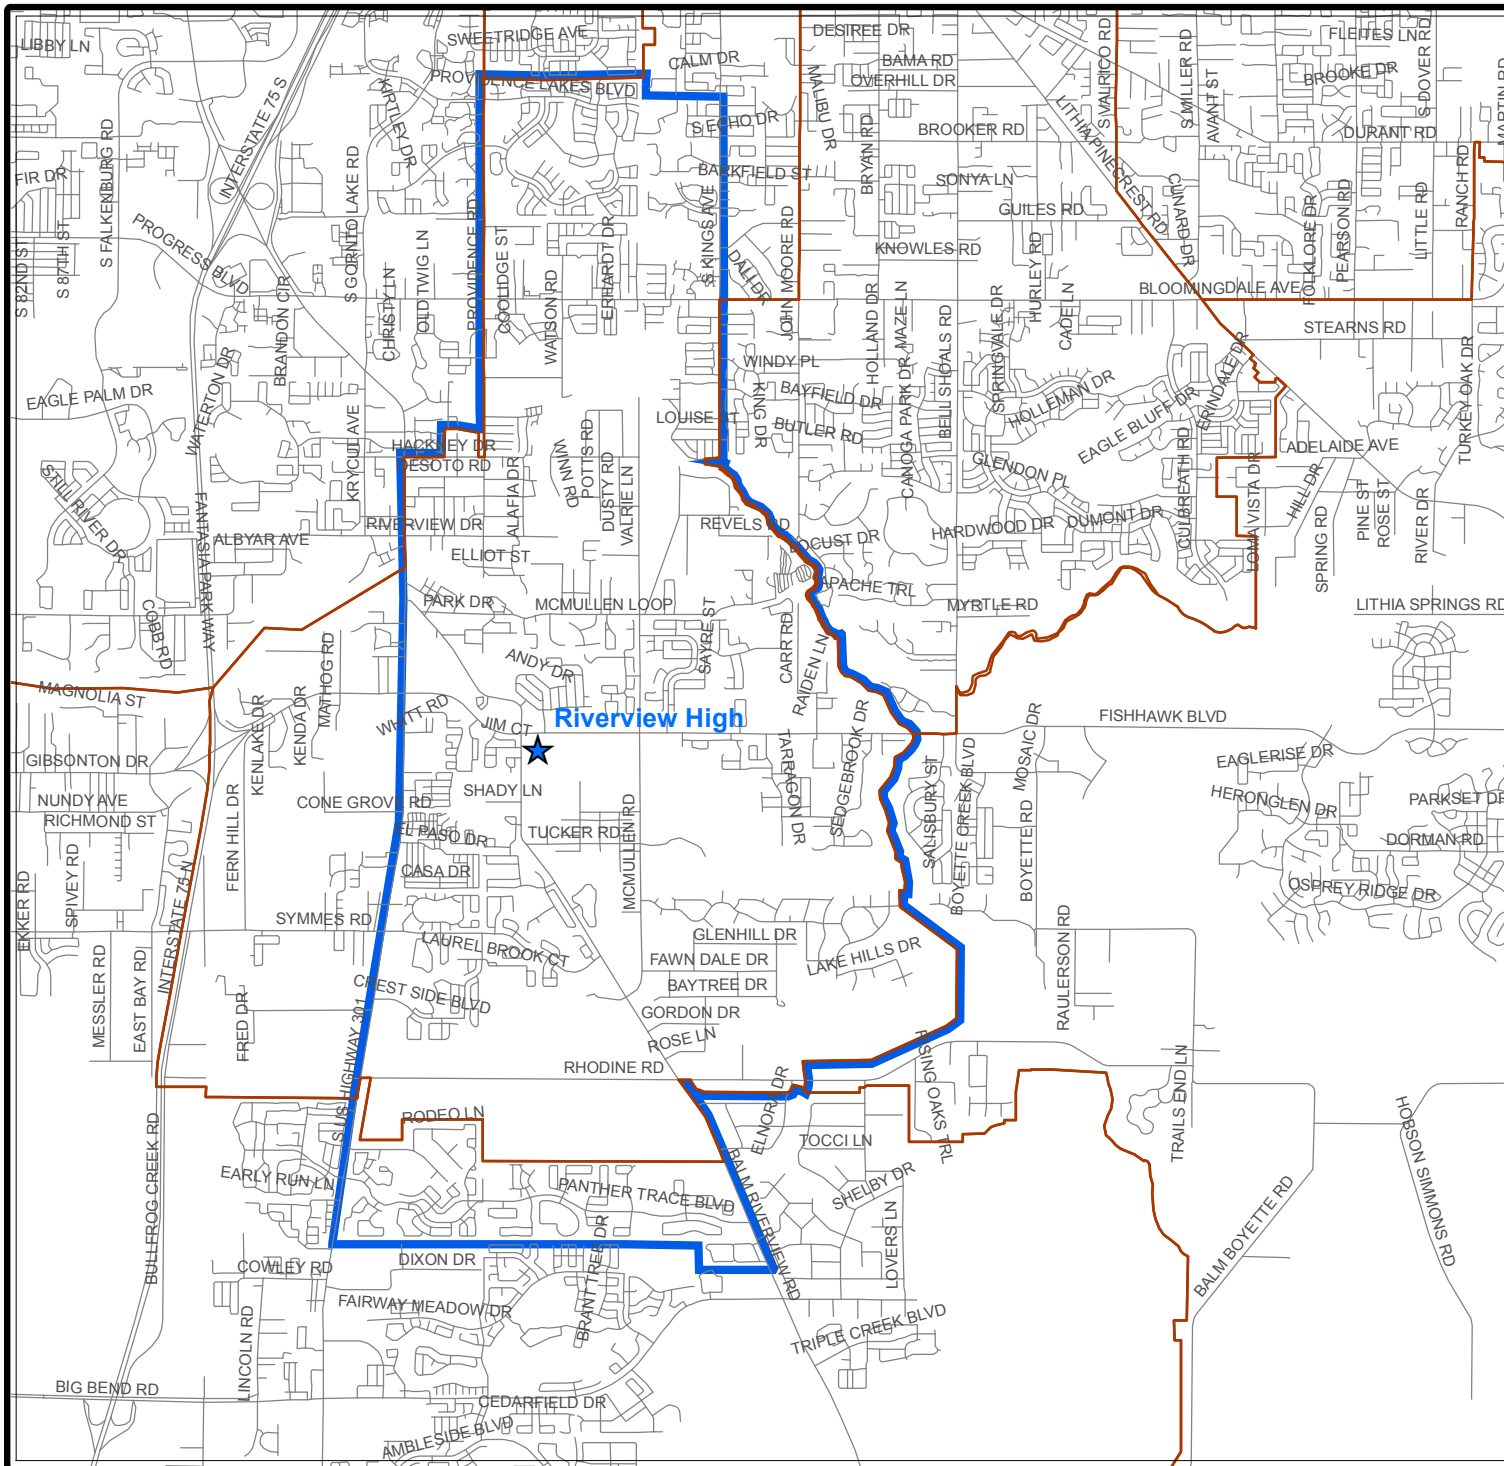 LIBBY LN
SWEETRIDGE AVE
CALM DR
DESIREE DR
BAMA RD
OVERHILL DR
S VALRICO RD
S MILLER RD
AVANT ST
FLEITES LN
BROOKE DR
S DOVER RD
MARTIN RD
PROVIDENCE LAKES BLVD
KIRTLEY DR
INTERSTATE 75 S
S FALKENBURG RD
MALIBU DR
LITHIA PINECREST RD
BRYAN RD
BROOKER RD
S ECHO DR
DURANT RD
FIR DR
BARKFIELD ST
SONYA LN
GUILES RD
KNOWLES RD
CUNARD DR
FOLKLORE DR
PEARSON RD
LITTLE RD
RANCH RD
S 82ND ST
S 87TH ST
PROGRESS BLVD
BRANDON CIR
S GORNTO LAKE RD
CHRISTY LN
OLD TWIG LN
PROVIDENCE RD
COOLIDGE ST
WATSON RD
ERHARDT DR
S KINGS AVE
DALI DR
JOHN MOORE RD
HOLLAND DR
MAZE LN
BELL SHOALS RD
SPRINGVALE DR
HURLEY RD
CADE LN
BLOOMINGDALE AVE
STEARNS RD
EAGLE PALM DR
WATERTON DR
KRYCUL AVE
HACKNEY DR
DESOTO RD
LOUISE ST
WINDY PL
KING DR
BAYFIELD DR
BUTLER RD
CANOGA PARK DR
HOLLEMAN DR
EAGLE BLUFF DR
ERINDALE DR
GLENDON PL
CULBREATH RD
LOMA VISTA DR
ADELAIDE AVE
HILL DR
TURKEY OAK DR
STILL RIVER DR
FANTASIA PARK WAY
ALBYAR AVE
RIVERVIEW DR
ALAFIA DR
WINN RD
POTTS RD
DUSTY RD
VALRIE LN
ELLIOT ST
REVELS RD
LOCUST DR
HARDWOOD DR
DUMONT DR
SPRING RD
PINE ST
ROSE ST
RIVER DR
COBB RD
PARK DR
MCMULLEN LOOP
SAYRE ST
APACHE TRL
MYRTLE RD
LITHIA SPRINGS RD
MAGNOLIA ST
MATHOG RD
KENDA DR
KENLAKE DR
WHITT RD
ANDY DR
JIM CT
Riverview High
CARR RD
RAIDEN LN
SEDGEBROOK DR
TARRAGON DR
SALISBURY ST
BOYETTE CREEK BLVD
MOSAIC DR
BOYETTE RD
FISHHAWK BLVD
EAGLERISE DR
HERONGLEN DR
PARKSET DR
DORMAN RD
OSPREY RIDGE DR
GIBSONTON DR
NUNDY AVE
RICHMOND ST
SPIVEY RD
EKKER RD
FERN HILL DR
CONE GROVE RD
EL PASO DR
CASA DR
SHADY LN
TUCKER RD
MCMULLEN RD
SYMMES RD
LAUREL BROOK CT
CREST SIDE BLVD
GLENHILL DR
FAWN DALE DR
BAYTREE DR
GORDON DR
ROSE LN
LAKE HILLS DR
RAULERSON RD
MESSLER RD
EAST BAY RD
INTERSTATE 75 N
FRED DR
S US HIGHWAY 301
RHODINE RD
RISING OAKS TRL
RODEO LN
ELNORA DR
TOCCI LN
TRAILS END LN
HOBSON SIMMONS RD
BULLFROG CREEK RD
EARLY RUN LN
PANTHER TRACE BLVD
BALM RIVERVIEW RD
SHELBY DR
LOVERS LN
BALM BOYETTE RD
COWLEY RD
DIXON DR
BRANT TREE DR
FAIRWAY MEADOW DR
LINCOLN RD
TRIPLE CREEK BLVD
BIG BEND RD
CEDARFIELD DR
AMBLESIDE BLVD